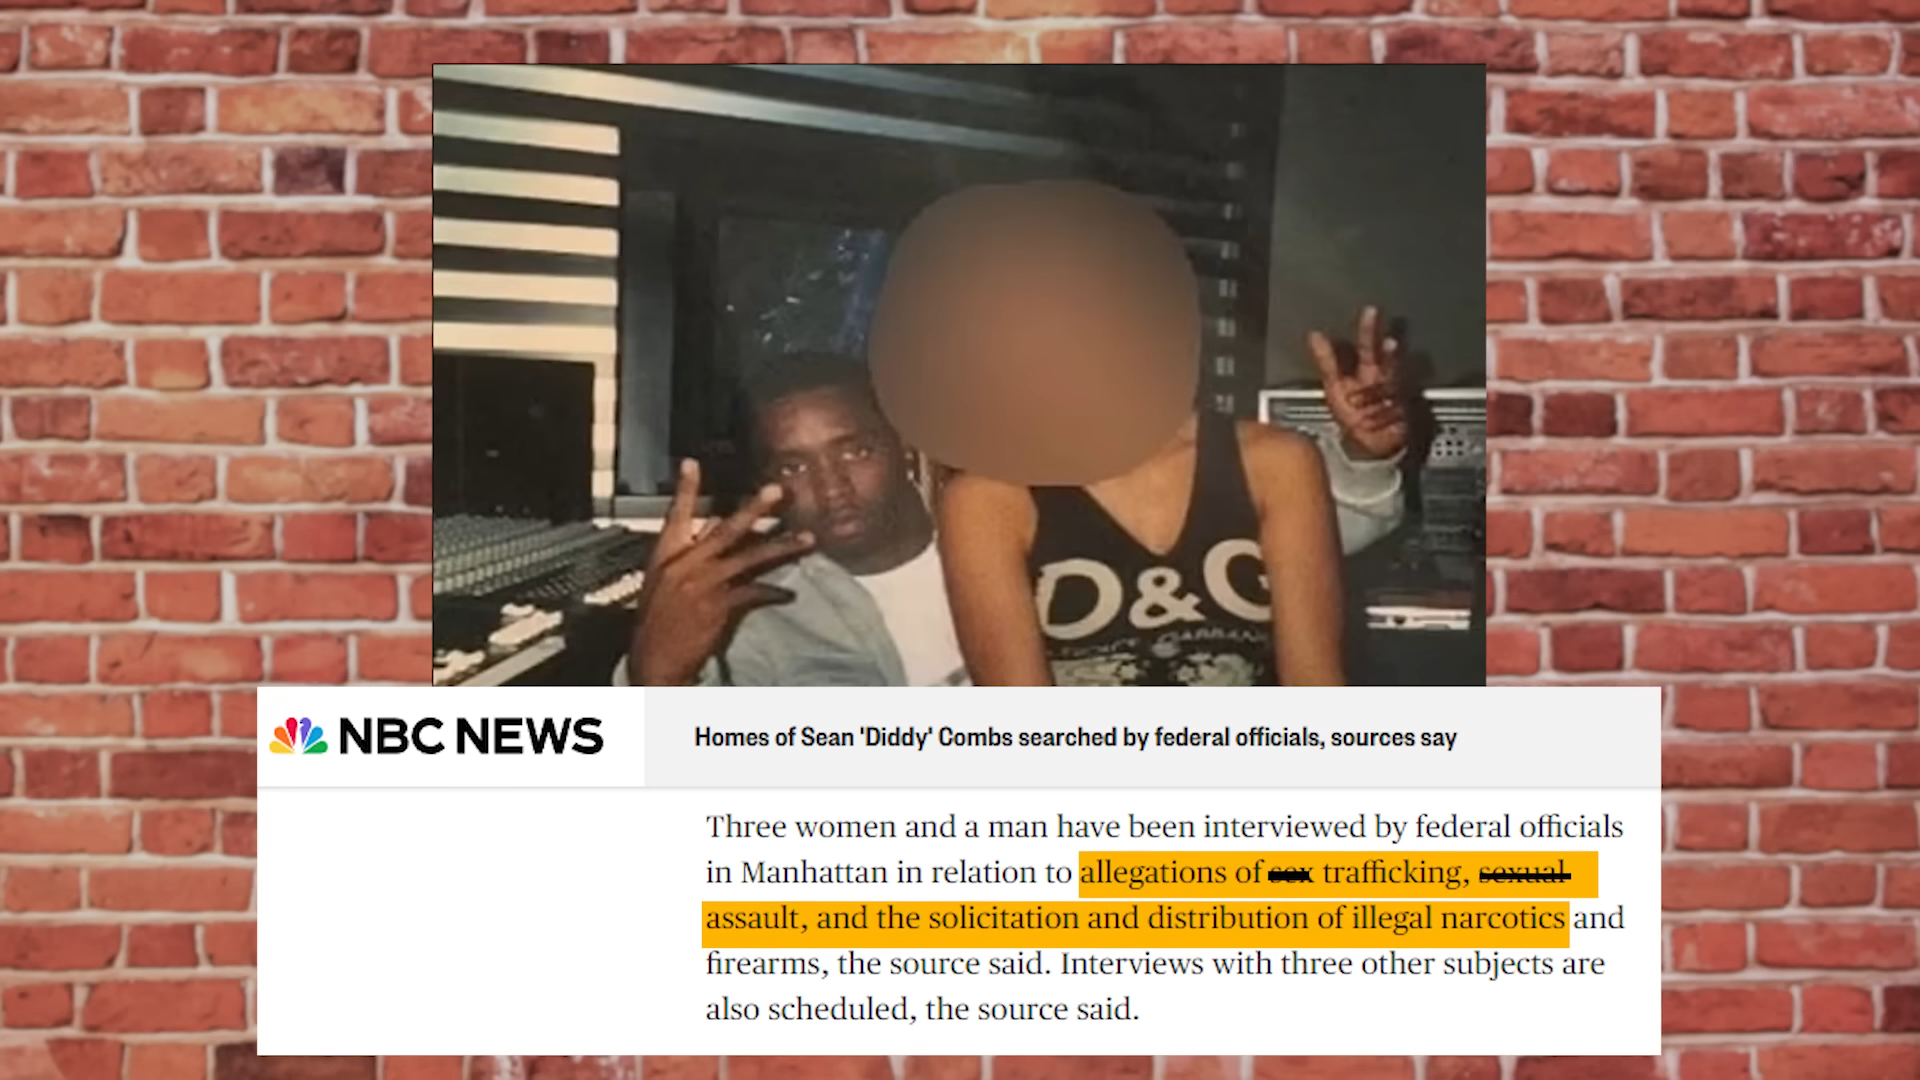 D&G
NBC NEWS
Homes of Sean 'Diddy' Combs searched by federal officials, sources say
Three women and a man have been interviewed by federal officials
in Manhattan in relation to allegations of sex trafficking, sexual
assault, and the solicitation and distribution of illegal narcotics and
firearms, the source said. Interviews with three other subjects are
also scheduled, the source said.